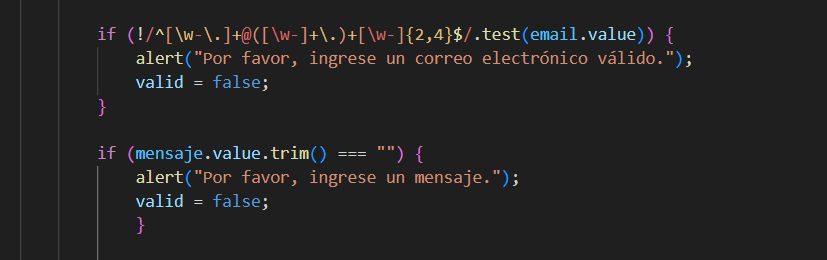 if (!/^[\w-\.]+@([\w-]+\.)+[\w-]{2,4}$/.test(email.value)) {
alert("Por favor, ingrese un correo electrónico válido.");
valid = false;
}
if (mensaje.value.trim() === "") {
alert("Por favor, ingrese un mensaje.");
valid = false;
}